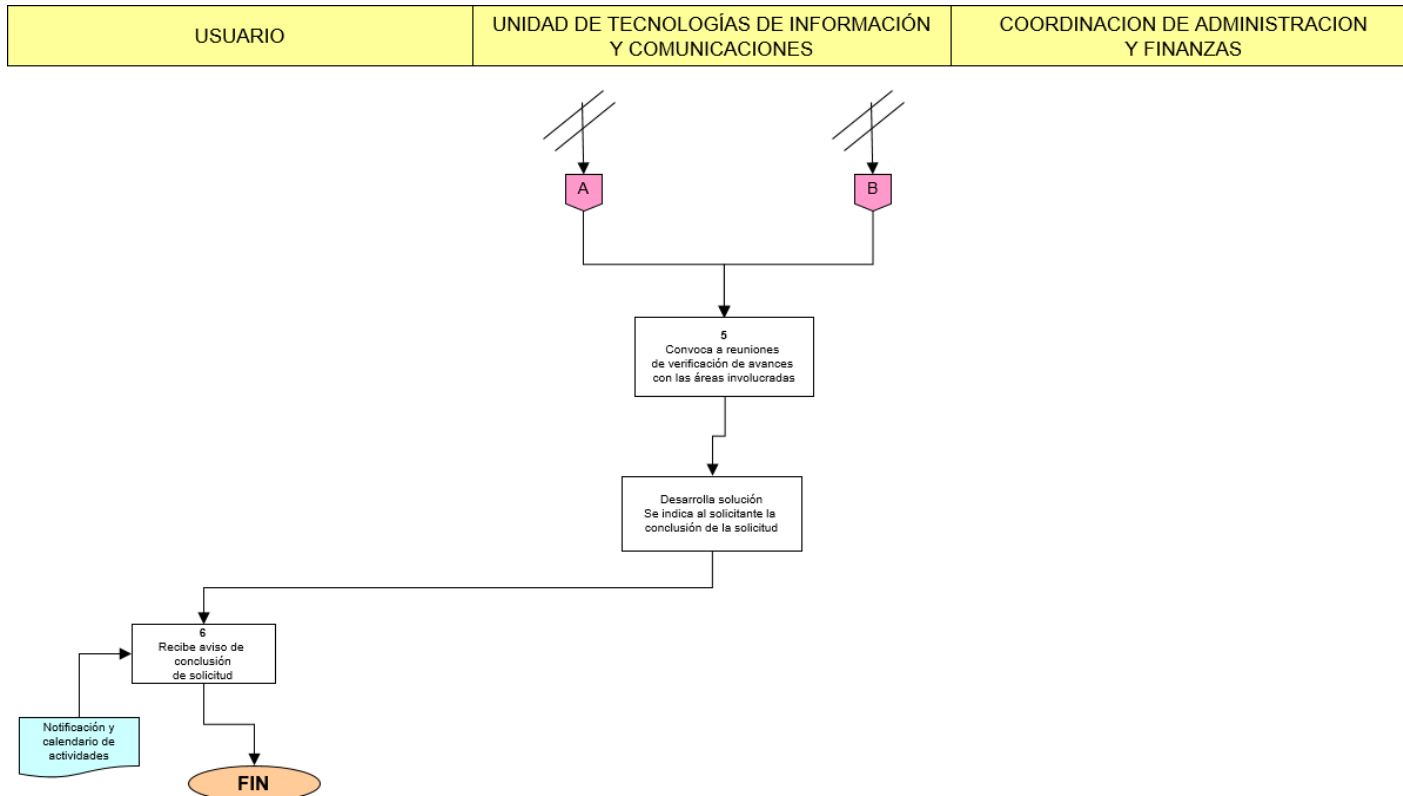 USUARIO
UNIDAD DE TECNOLOGÍAS DE INFORMACIÓN
Y COMUNICACIONES
COORDINACION DE ADMINISTRACION
Y FINANZAS
A
B
5
Convoca a reuniones
de verificación de avances
con las áreas involucradas
Desarrolla solución
Se indica al solicitante la
conclusión de la solicitud
6
Recibe aviso de
conclusión
de solicitud
Notificación y
calendario de
actividades
FIN